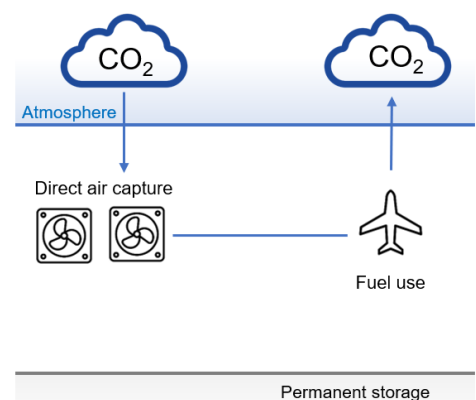 CO₂
CO₂
Atmosphere
Direct air capture
Fuel use
Permanent storage